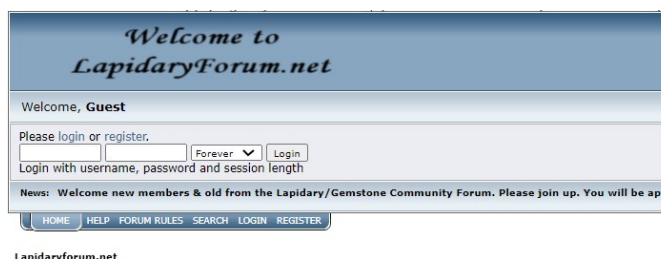 Welcome to
LapidaryForum.net
Welcome, Guest
Please login or register.
Forever Login
Login with username, password and session length
News: Welcome new members & old from the Lapidary/Gemstone Community Forum. Please join up. You will be ap
HOME HELP FORUM RULES SEARCH LOGIN REGISTER
Lapidaryforum.net